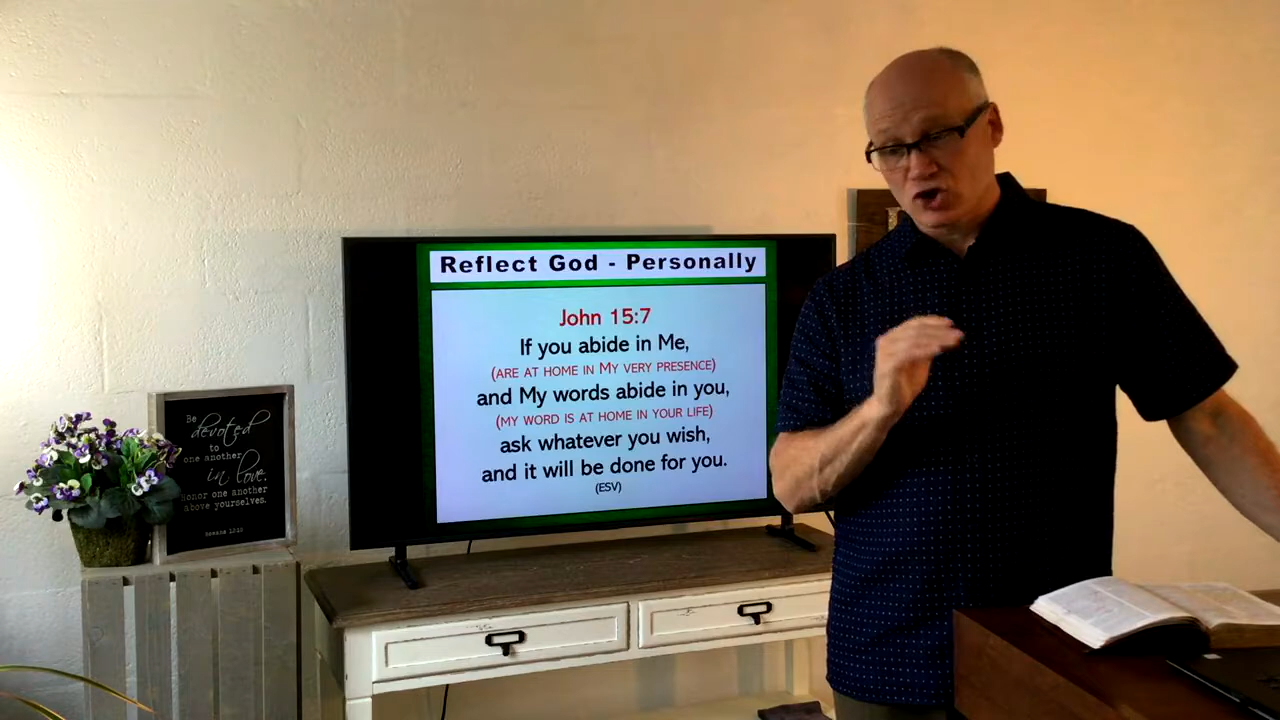 Reflect God - Personally
John 15:7
If you abide in Me,
(ARE AT HOME IN MY VERY PRESENCE)
and My words abide in you,
(MY WORD IS AT HOME IN YOUR LIFE)
ask whatever you wish,
and it will be done for you.
(ESV)
Be
devoted
to
one another
in love.
Honor one another
above yourselves.